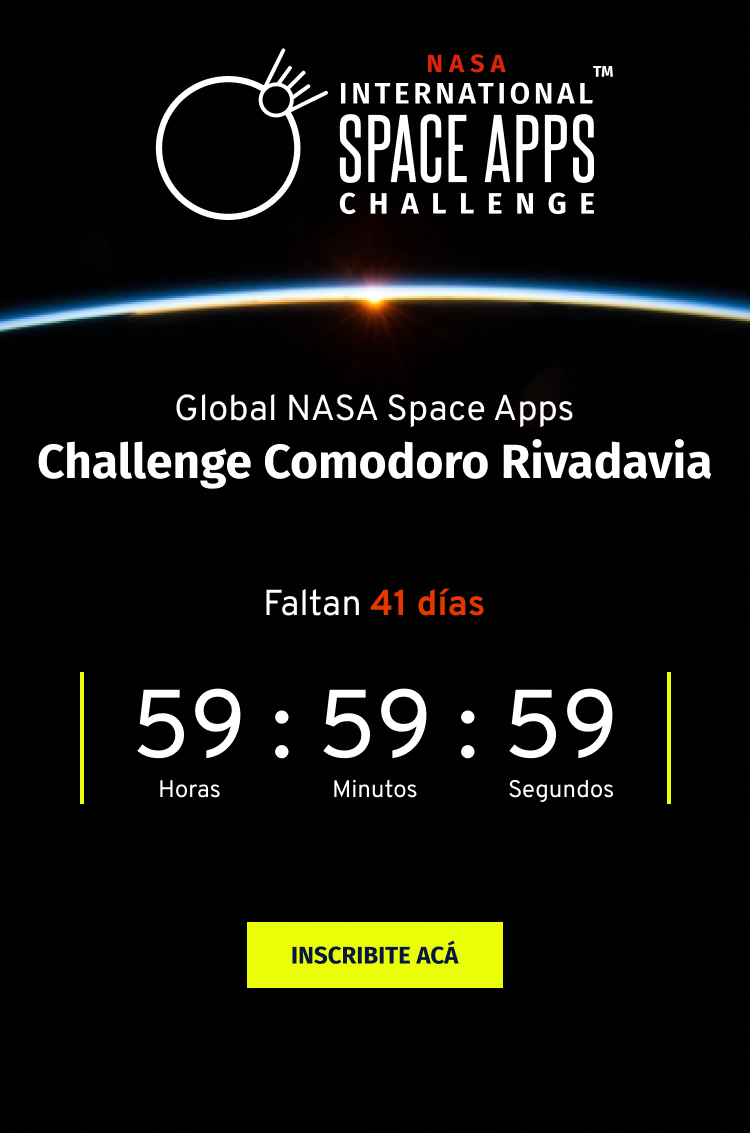 NASA
INTERNATIONAL™
SPACE APPS
CHALLENGE
Global NASA Space Apps
Challenge Comodoro Rivadavia
Faltan 41 días
59 : 59 : 59
Horas Minutos Segundos
INSCRIBITE ACÁ